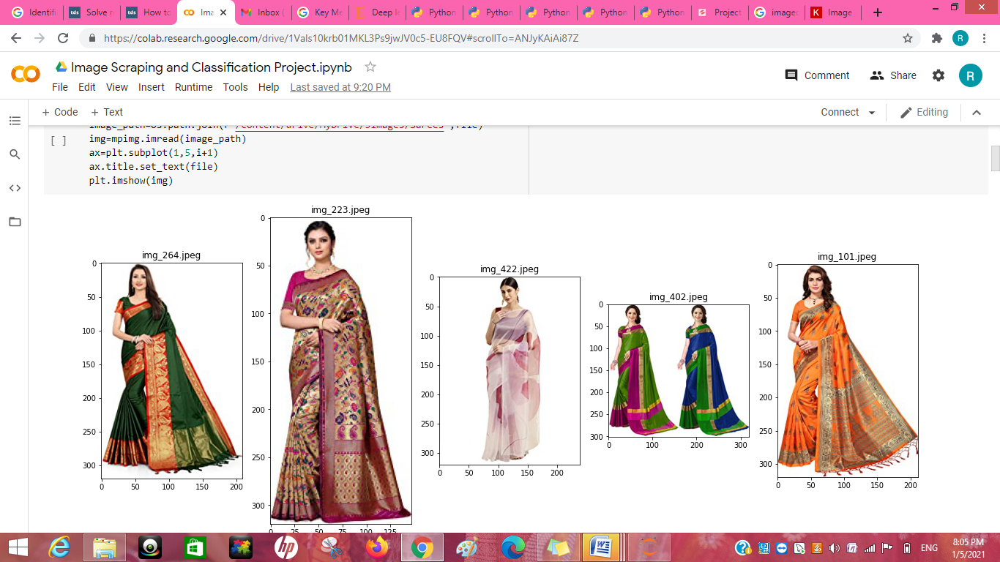 Identifi
Solve n
How to
Ima
Inbox (
Key Me
Deep le
Python
Python
Python
Python
Python
Project
image
Image
https://colab.research.google.com/drive/1Vals10krb01MKL3Ps9jwJV0c5-EU8FQV#scrollTo=ANJyKAiAi87Z
R
Image Scraping and Classification Project.ipynb
Comment
Share
R
File Edit View Insert Runtime Tools Help Last saved at 9:20 PM
+ Code + Text
Connect
Editing
image_path=os.path.join(r"/content/drive/MyDrive/Simages/Sarees",file)
[ ] img=mpimg.imread(image_path)
ax=plt.subplot(1,5,i+1)
ax.title.set_text(file)
plt.imshow(img)
img_264.jpeg
0
50
100
150
200
250
300
0 50 100 150 200
img_223.jpeg
0
50
100
150
200
250
300
0 25 50 75 100 125
img_422.jpeg
0
50
100
150
200
250
300
0 50 100 150 200
img_402.jpeg
0
50
100
150
200
250
300
0 100 200 300
img_101.jpeg
0
50
100
150
200
250
300
0 50 100 150 200
ENG
8:05 PM
1/5/2021